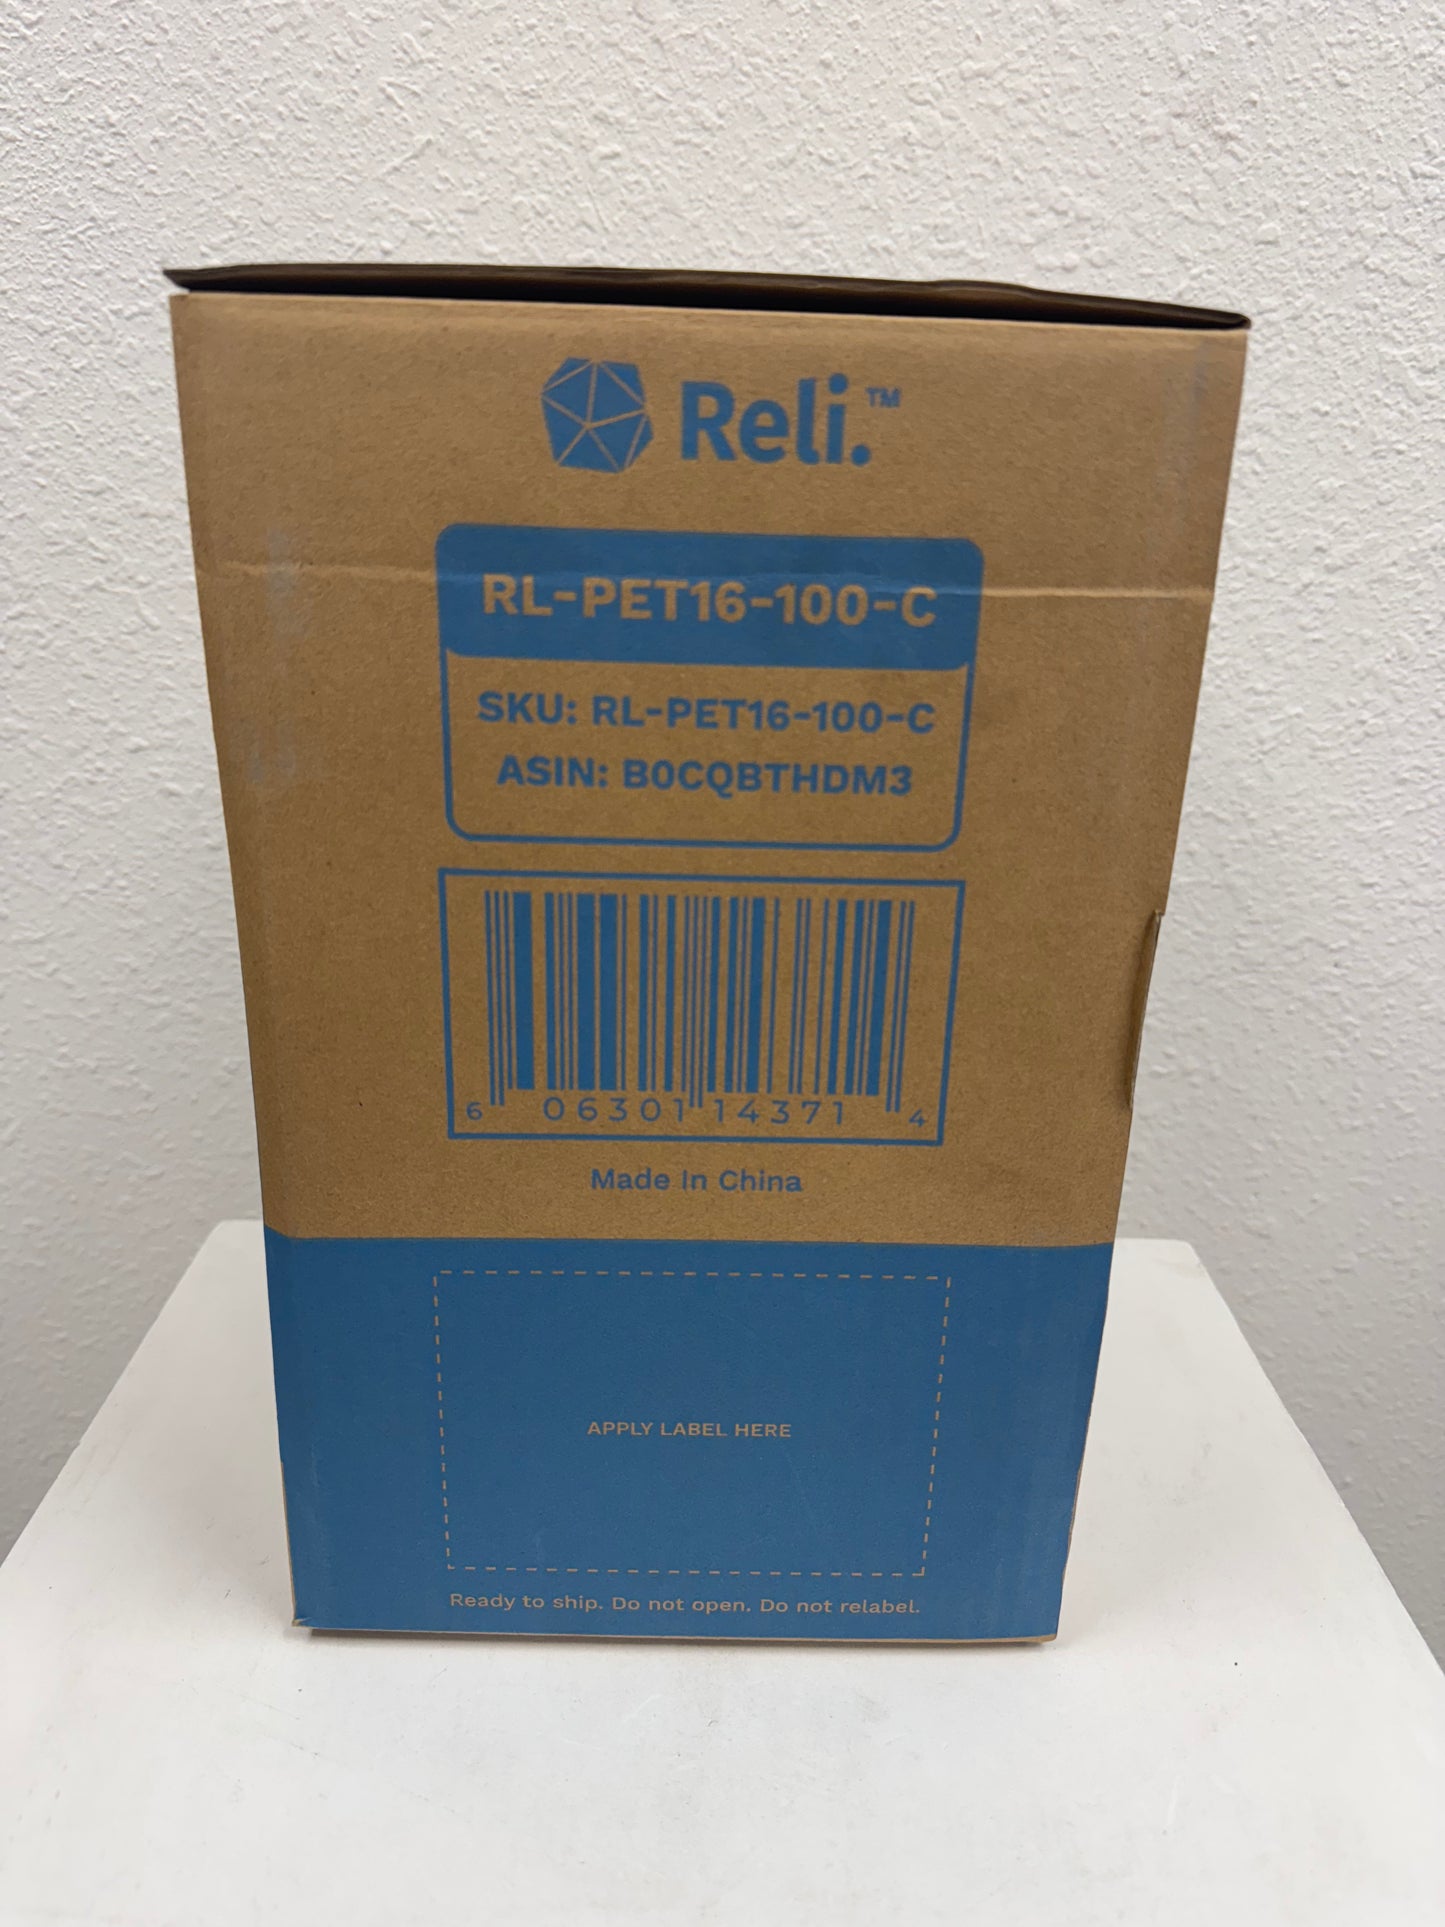 Reli.™
RL-PET16-100-C
SKU: RL-PET16-100-C
ASIN: B0CQBTHDM3
6 06301 14371 4
Made In China
APPLY LABEL HERE
Ready to ship. Do not open. Do not relabel.